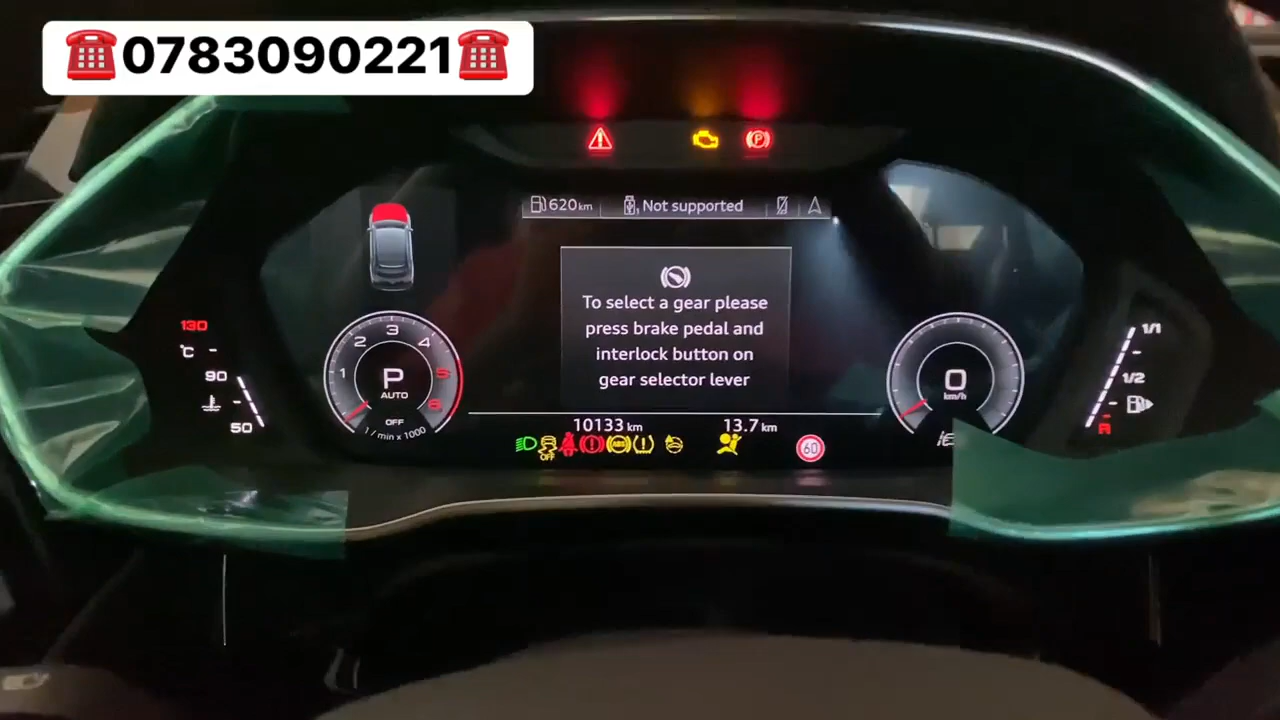 ☎️0783090221☎️
620km
Not supported
To select a gear please
press brake pedal and
interlock button on
gear selector lever
130
°C
90
50
1
2
3
4
5
6
P
AUTO
OFF
1 / min x 1000
0
km/h
1/1
1/2
R
10133 km
13.7 km
OFF
ABS
60
P